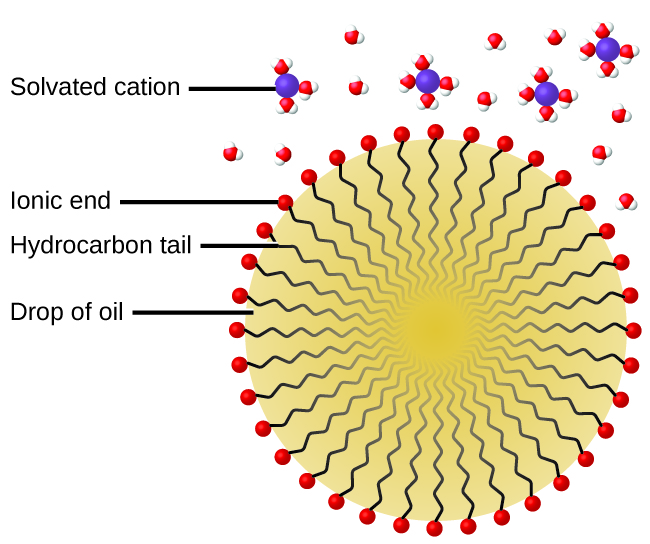 Solvated cation
Ionic end
Hydrocarbon tail
Drop of oil